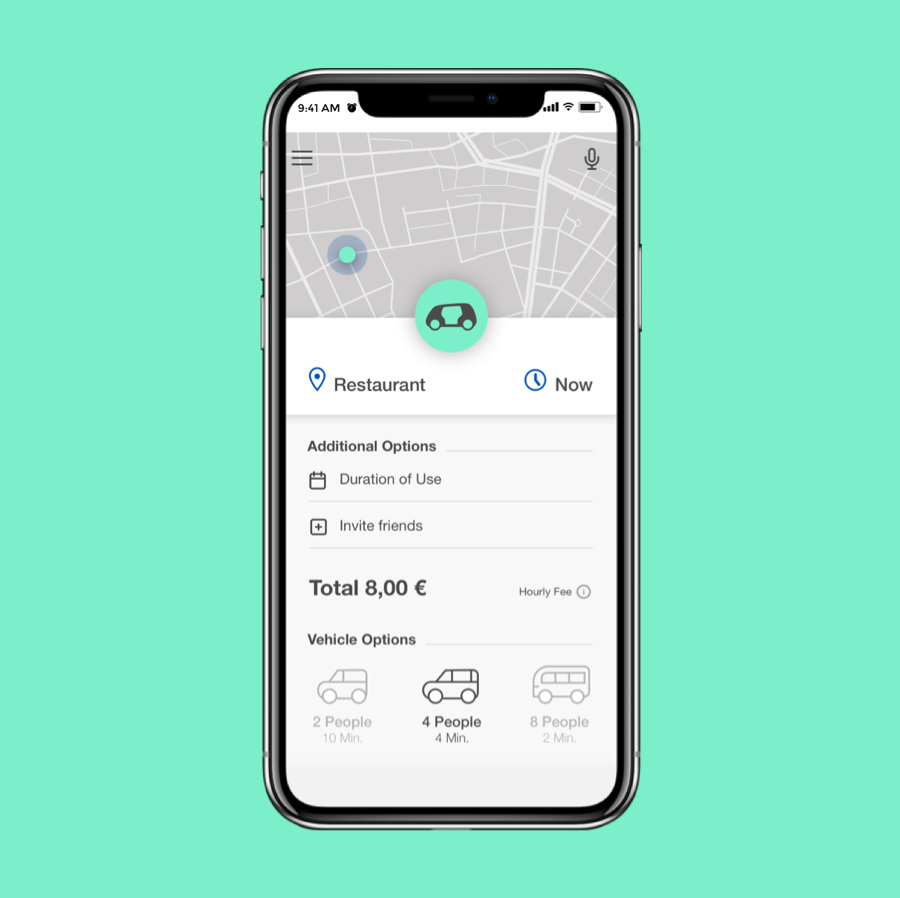 9:41 AM
Restaurant
Now
Additional Options
Duration of Use
Invite friends
Total 8,00 €
Hourly Fee
Vehicle Options
2 People
10 Min.
4 People
4 Min.
8 People
2 Min.